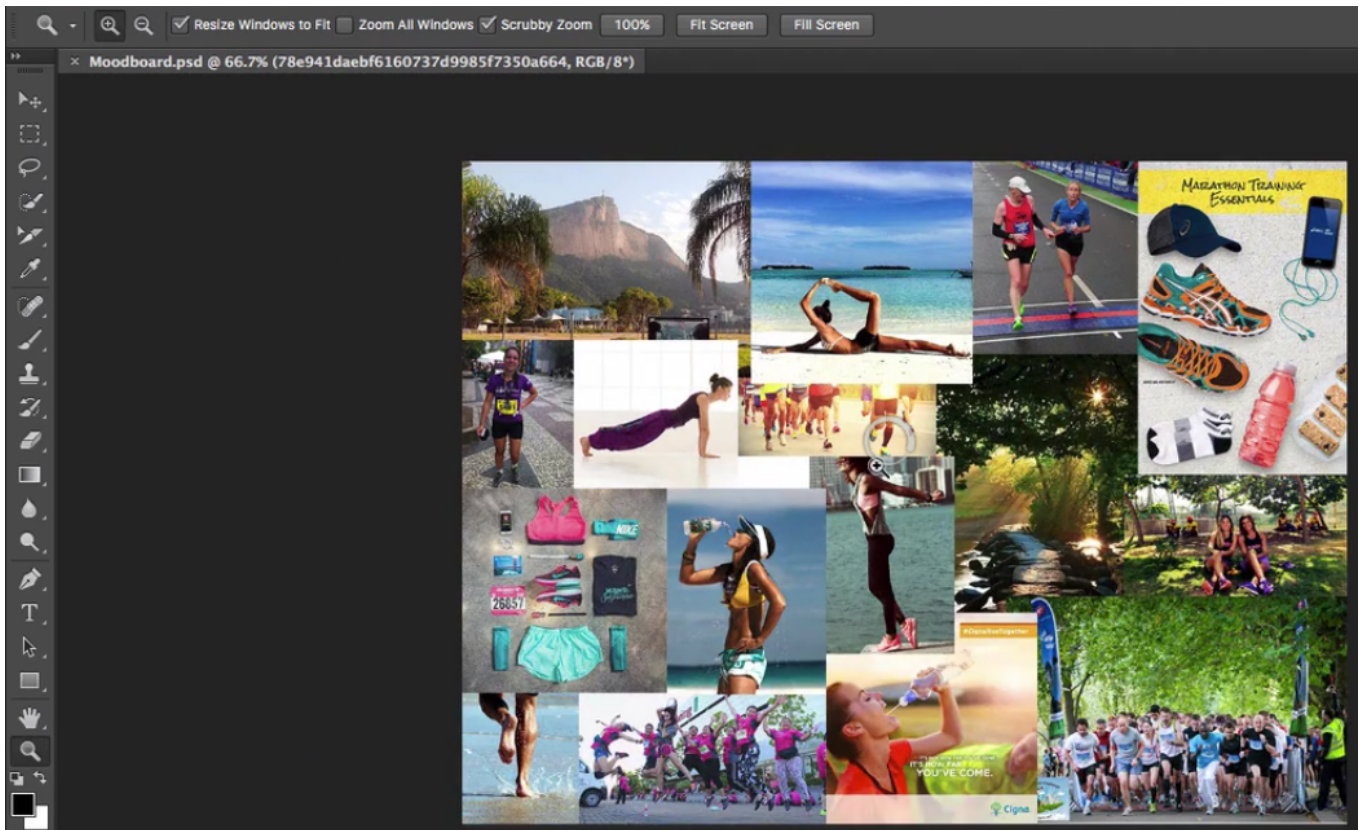 Resize Windows to Fit Zoom All Windows Scrubby Zoom 100% Fit Screen Fill Screen
× Moodboard.psd @ 66.7% (78e941daebf6160737d9985f7350a664, RGB/8*)
MARATHON TRAINING
ESSENTIALS
NIKE
26057
#CignaRunTogether
YOU'VE COME.
Cigna
T